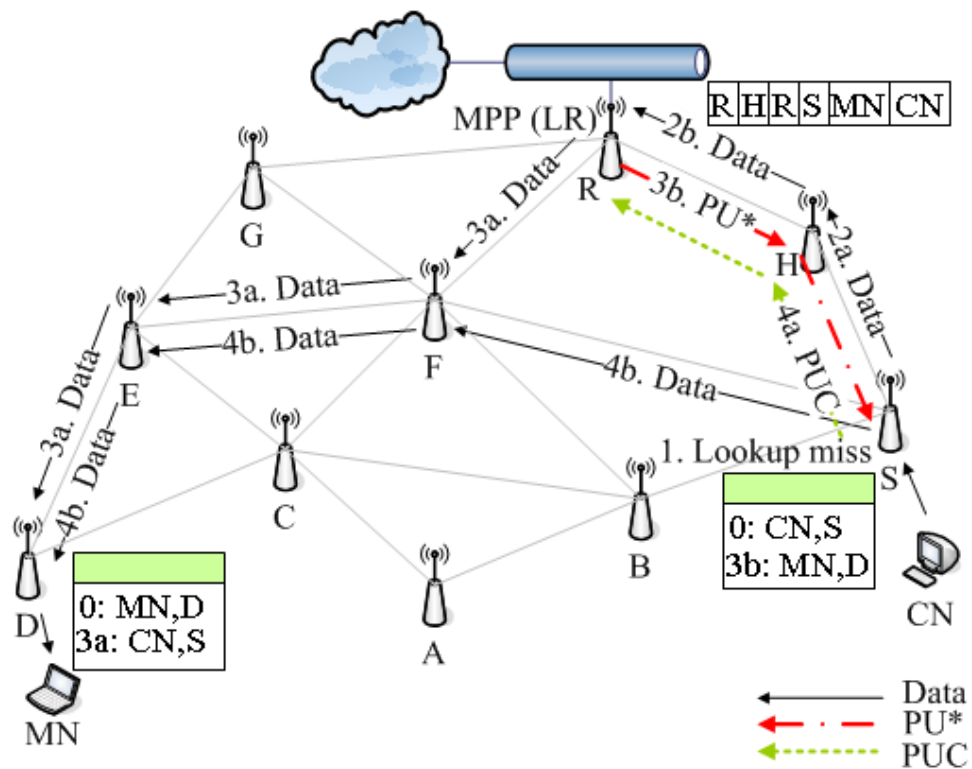 MPP (LR)
R H R S MN CN
2b. Data
3a. Data
3b. PU*
R
G
H
2a. Data
3a. Data
4b. Data
F
E
4a. PUC
4b. Data
3a. Data
4b. Data
1. Lookup miss
S
C
B
0: CN,S
3b: MN,D
D
0: MN,D
3a: CN,S
A
CN
MN
Data
PU*
PUC